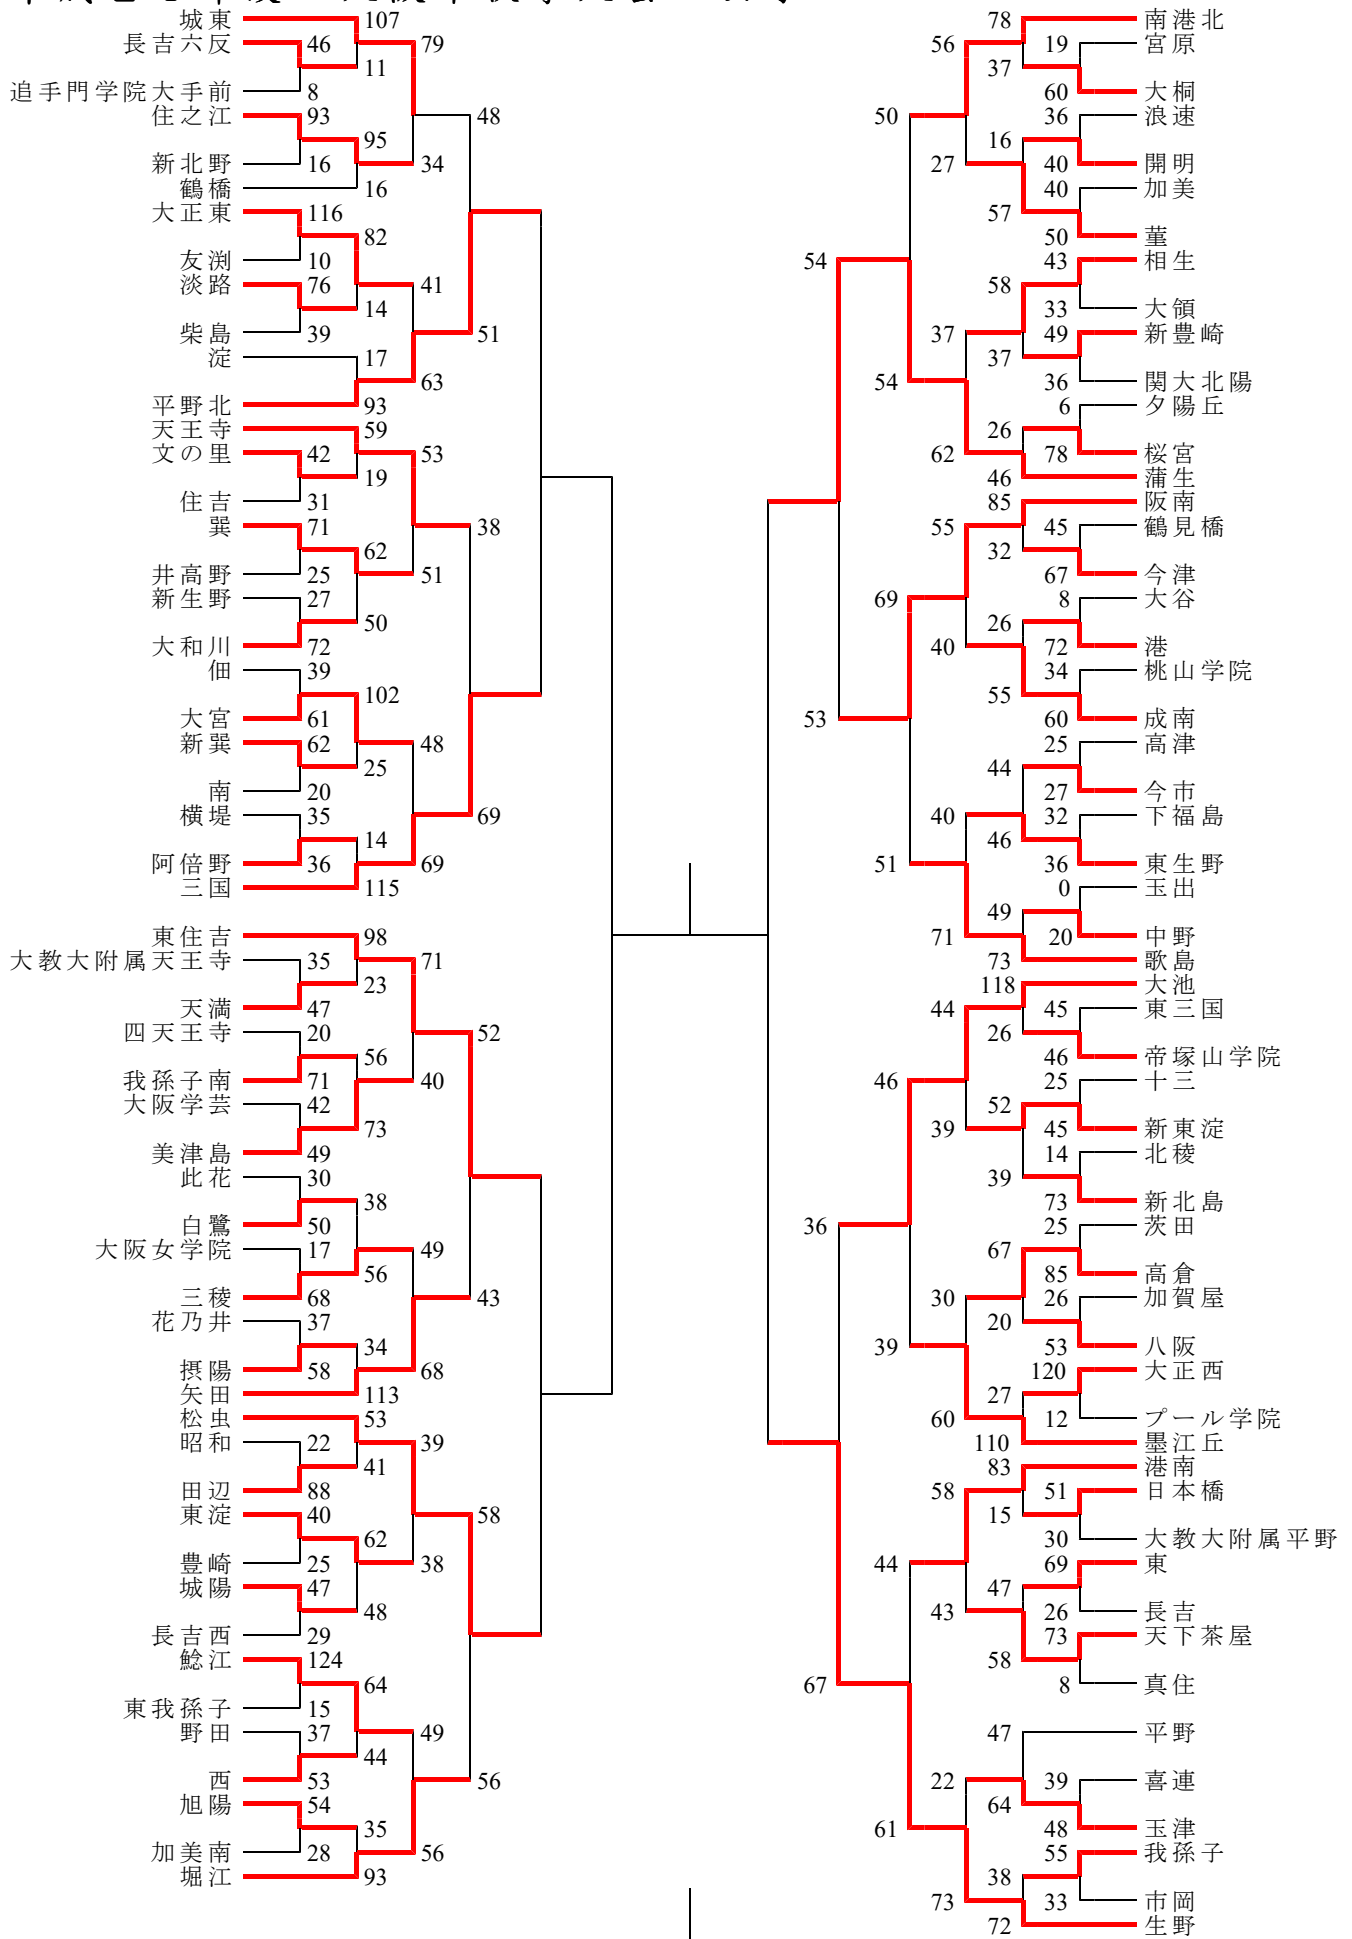 城東 107 78 南港北
長吉六反 46 79 56 19 宮原
11 37
追手門学院大手前 8 60 大桐
住之江 93 48 50 36 浪速
95 16
新北野 16 34 27 40 開明
鶴橋 16 40 加美
大正東 116 57
82 50 菫
友渕 10 54 43 相生
淡路 76 41 58
14 33 大領
柴島 39 51 37 49 新豊崎
淀 17 37
63 54 36 関大北陽
平野北 93 6 夕陽丘
天王寺 59 26
文の里 42 53 62 78 桜宮
19 46 蒲生
住吉 31 85 阪南
巽 71 38 55 45 鶴見橋
62 32
井高野 25 51 67 今津
新生野 27 69 8 大谷
50 26
大和川 72 40 72 港
佃 39 34 桃山学院
102 55
大宮 61 53 60 成南
新巽 62 48 25 高津
25 44
南 20 27 今市
横堤 35 69 40 32 下福島
14 46
阿倍野 36 69 51 36 東生野
三国 115 0 玉出
49
東住吉 98 71 20 中野
大教大附属天王寺 35 71 73 歌島
23 118 大池
天満 47 44 45 東三国
四天王寺 20 52 26
56 46 帝塚山学院
我孫子南 71 40 46 25 十三
大阪学芸 42 52
73 39 45 新東淀
美津島 49 14 北稜
此花 30 39
38 73 新北島
白鷺 50 36 25 茨田
大阪女学院 17 49 67
56 85 高倉
三稜 68 43 30 26 加賀屋
花乃井 37 20
34 39 53 八阪
摂陽 58 68 120 大正西
矢田 113 27
松虫 53 60 12 プール学院
昭和 22 39 110 墨江丘
41 83 港南
田辺 88 58 51 日本橋
東淀 40 58 15
62 30 大教大附属平野
豊崎 25 38 44 69 東
城陽 47 47
48 43 26 長吉
長吉西 29 73 天下茶屋
鯰江 124 58
64 67 8 真住
東我孫子 15
野田 37 49 47 平野
44
西 53 56 22 39 喜連
旭陽 54 64
35 61 48 玉津
加美南 28 56 55 我孫子
堀江 93 38
73 33 市岡
72 生野